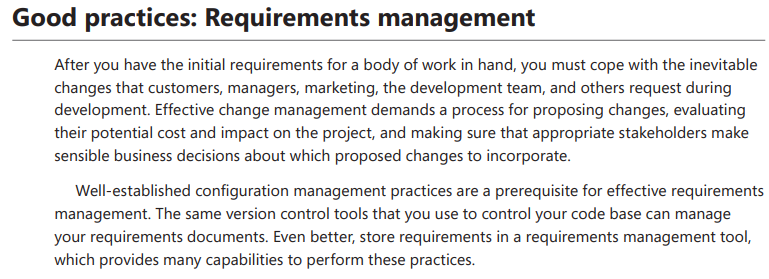 Good practices: Requirements management
After you have the initial requirements for a body of work in hand, you must cope with the inevitable
changes that customers, managers, marketing, the development team, and others request during
development. Effective change management demands a process for proposing changes, evaluating
their potential cost and impact on the project, and making sure that appropriate stakeholders make
sensible business decisions about which proposed changes to incorporate.
Well-established configuration management practices are a prerequisite for effective requirements
management. The same version control tools that you use to control your code base can manage
your requirements documents. Even better, store requirements in a requirements management tool,
which provides many capabilities to perform these practices.